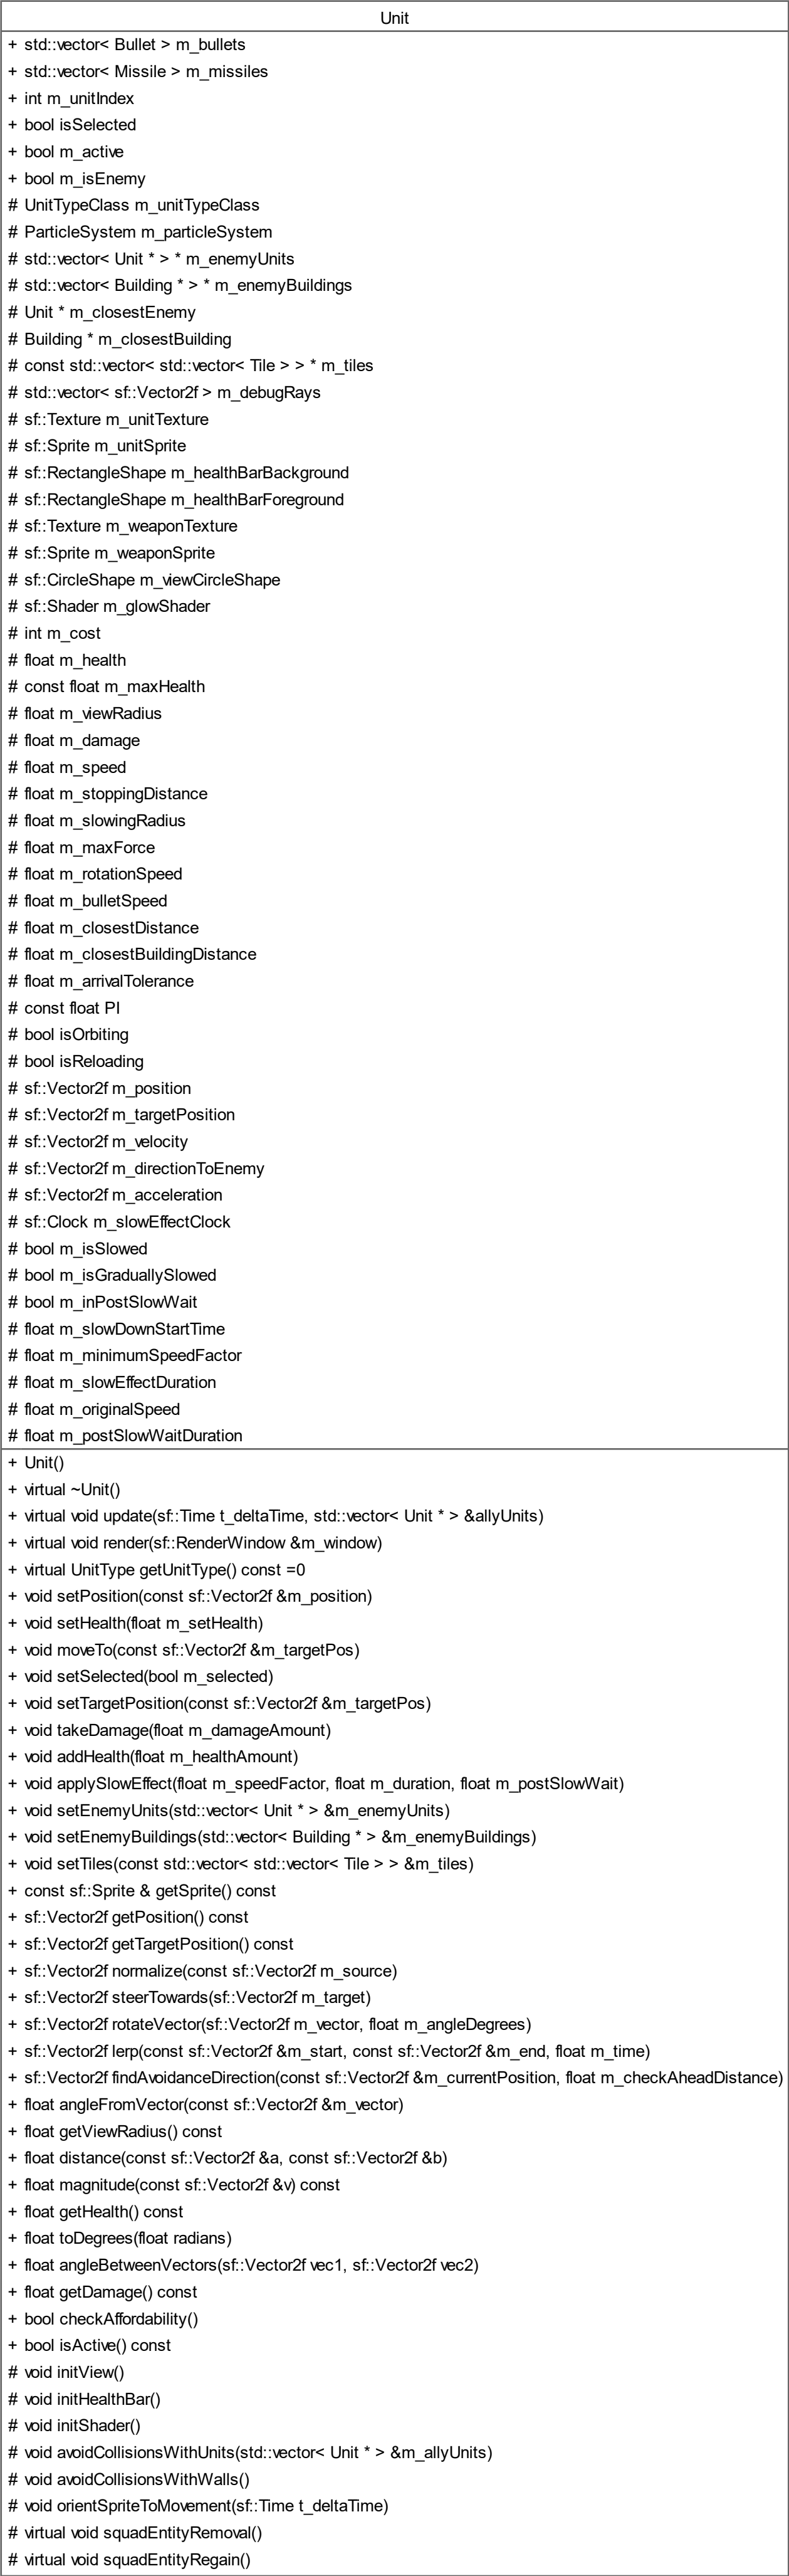 Unit
+ std::vector< Bullet > m_bullets
+ std::vector< Missile > m_missiles
+ int m_unitIndex
+ bool isSelected
+ bool m_active
+ bool m_isEnemy
# UnitTypeClass m_unitTypeClass
# ParticleSystem m_particleSystem
# std::vector< Unit * > * m_enemyUnits
# std::vector< Building * > * m_enemyBuildings
# Unit * m_closestEnemy
# Building * m_closestBuilding
# const std::vector< std::vector< Tile > > * m_tiles
# std::vector< sf::Vector2f > m_debugRays
# sf::Texture m_unitTexture
# sf::Sprite m_unitSprite
# sf::RectangleShape m_healthBarBackground
# sf::RectangleShape m_healthBarForeground
# sf::Texture m_weaponTexture
# sf::Sprite m_weaponSprite
# sf::CircleShape m_viewCircleShape
# sf::Shader m_glowShader
# int m_cost
# float m_health
# const float m_maxHealth
# float m_viewRadius
# float m_damage
# float m_speed
# float m_stoppingDistance
# float m_slowingRadius
# float m_maxForce
# float m_rotationSpeed
# float m_bulletSpeed
# float m_closestDistance
# float m_closestBuildingDistance
# float m_arrivalTolerance
# const float PI
# bool isOrbiting
# bool isReloading
# sf::Vector2f m_position
# sf::Vector2f m_targetPosition
# sf::Vector2f m_velocity
# sf::Vector2f m_directionToEnemy
# sf::Vector2f m_acceleration
# sf::Clock m_slowEffectClock
# bool m_isSlowed
# bool m_isGraduallySlowed
# bool m_inPostSlowWait
# float m_slowDownStartTime
# float m_minimumSpeedFactor
# float m_slowEffectDuration
# float m_originalSpeed
# float m_postSlowWaitDuration
+ Unit()
+ virtual ~Unit()
+ virtual void update(sf::Time t_deltaTime, std::vector< Unit * > &allyUnits)
+ virtual void render(sf::RenderWindow &m_window)
+ virtual UnitType getUnitType() const =0
+ void setPosition(const sf::Vector2f &m_position)
+ void setHealth(float m_setHealth)
+ void moveTo(const sf::Vector2f &m_targetPos)
+ void setSelected(bool m_selected)
+ void setTargetPosition(const sf::Vector2f &m_targetPos)
+ void takeDamage(float m_damageAmount)
+ void addHealth(float m_healthAmount)
+ void applySlowEffect(float m_speedFactor, float m_duration, float m_postSlowWait)
+ void setEnemyUnits(std::vector< Unit * > &m_enemyUnits)
+ void setEnemyBuildings(std::vector< Building * > &m_enemyBuildings)
+ void setTiles(const std::vector< std::vector< Tile > > &m_tiles)
+ const sf::Sprite & getSprite() const
+ sf::Vector2f getPosition() const
+ sf::Vector2f getTargetPosition() const
+ sf::Vector2f normalize(const sf::Vector2f m_source)
+ sf::Vector2f steerTowards(sf::Vector2f m_target)
+ sf::Vector2f rotateVector(sf::Vector2f m_vector, float m_angleDegrees)
+ sf::Vector2f lerp(const sf::Vector2f &m_start, const sf::Vector2f &m_end, float m_time)
+ sf::Vector2f findAvoidanceDirection(const sf::Vector2f &m_currentPosition, float m_checkAheadDistance)
+ float angleFromVector(const sf::Vector2f &m_vector)
+ float getViewRadius() const
+ float distance(const sf::Vector2f &a, const sf::Vector2f &b)
+ float magnitude(const sf::Vector2f &v) const
+ float getHealth() const
+ float toDegrees(float radians)
+ float angleBetweenVectors(sf::Vector2f vec1, sf::Vector2f vec2)
+ float getDamage() const
+ bool checkAffordability()
+ bool isActive() const
# void initView()
# void initHealthBar()
# void initShader()
# void avoidCollisionsWithUnits(std::vector< Unit * > &m_allyUnits)
# void avoidCollisionsWithWalls()
# void orientSpriteToMovement(sf::Time t_deltaTime)
# virtual void squadEntityRemoval()
# virtual void squadEntityRegain()